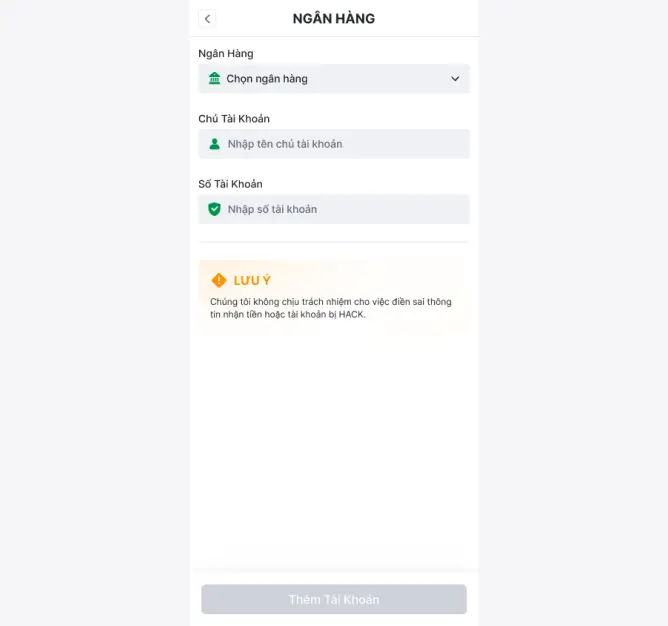 NGÂN HÀNG
Ngân Hàng
Chọn ngân hàng
Chủ Tài Khoản
Nhập tên chủ tài khoản
Số Tài Khoản
Nhập số tài khoản
LƯU Ý
Chúng tôi không chịu trách nhiệm cho việc điền sai thông
tin nhận tiền hoặc tài khoản bị HACK.
Thêm Tài Khoản